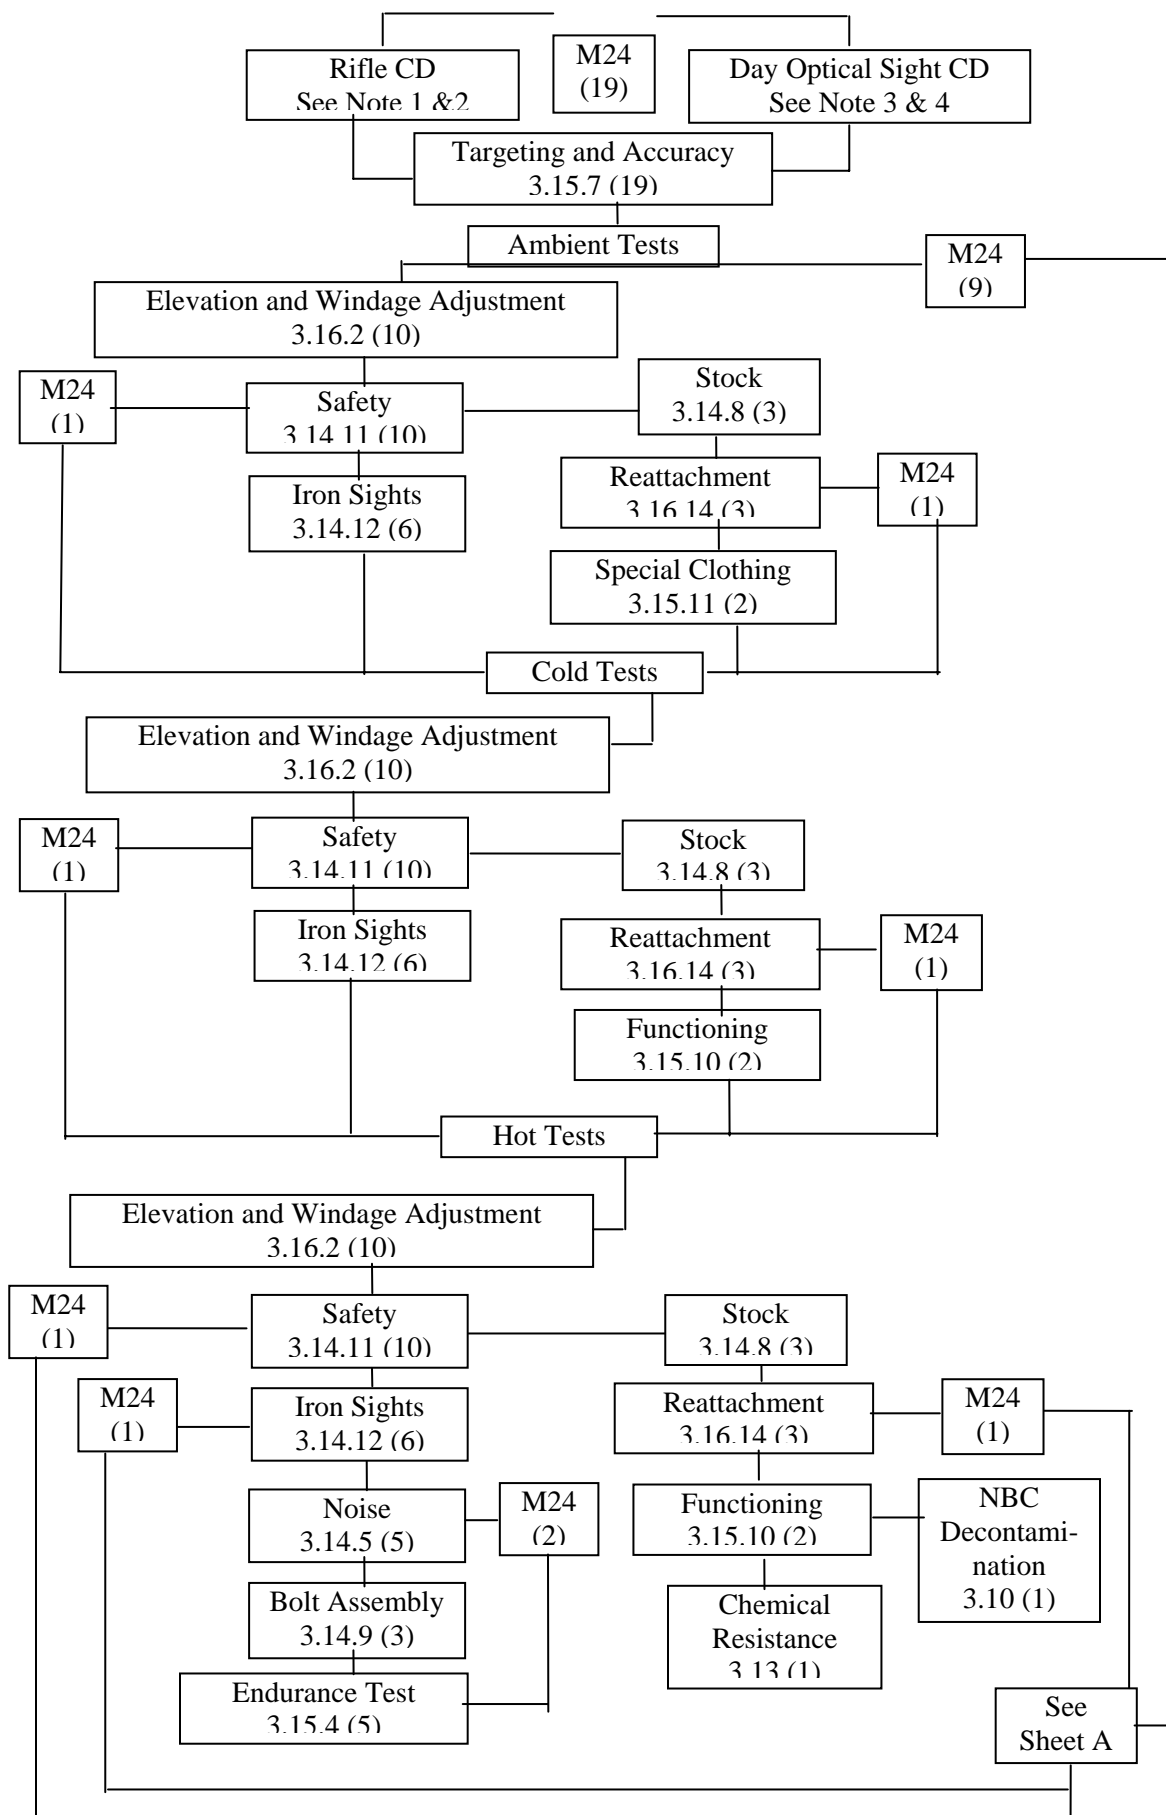 M24
(19)
Rifle CD
See Note 1 &2
Day Optical Sight CD
See Note 3 & 4
Targeting and Accuracy
3.15.7 (19)
Ambient Tests
M24
(9)
Elevation and Windage Adjustment
3.16.2 (10)
M24
(1)
Safety
3.14.11 (10)
Stock
3.14.8 (3)
Iron Sights
3.14.12 (6)
Reattachment
3.16.14 (3)
M24
(1)
Special Clothing
3.15.11 (2)
Cold Tests
Elevation and Windage Adjustment
3.16.2 (10)
M24
(1)
Safety
3.14.11 (10)
Stock
3.14.8 (3)
Iron Sights
3.14.12 (6)
Reattachment
3.16.14 (3)
M24
(1)
Functioning
3.15.10 (2)
Hot Tests
Elevation and Windage Adjustment
3.16.2 (10)
M24
(1)
Safety
3.14.11 (10)
Stock
3.14.8 (3)
M24
(1)
Iron Sights
3.14.12 (6)
Reattachment
3.16.14 (3)
M24
(1)
Noise
3.14.5 (5)
M24
(2)
Functioning
3.15.10 (2)
NBC
Decontami-
nation
3.10 (1)
Bolt Assembly
3.14.9 (3)
Chemical
Resistance
3.13 (1)
Endurance Test
3.15.4 (5)
See
Sheet A